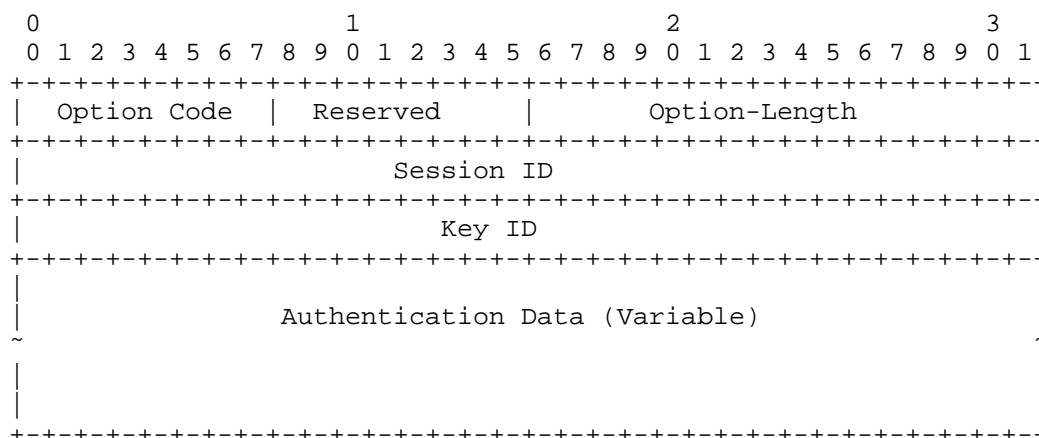 0                   1                   2                   3
0 1 2 3 4 5 6 7 8 9 0 1 2 3 4 5 6 7 8 9 0 1 2 3 4 5 6 7 8 9 0 1
+-+-+-+-+-+-+-+-+-+-+-+-+-+-+-+-+-+-+-+-+-+-+-+-+-+-+-+-+-+-+-+--
|  Option Code  |  Reserved     |       Option-Length
+-+-+-+-+-+-+-+-+-+-+-+-+-+-+-+-+-+-+-+-+-+-+-+-+-+-+-+-+-+-+-+--
|                       Session ID
+-+-+-+-+-+-+-+-+-+-+-+-+-+-+-+-+-+-+-+-+-+-+-+-+-+-+-+-+-+-+-+--
|                          Key ID
+-+-+-+-+-+-+-+-+-+-+-+-+-+-+-+-+-+-+-+-+-+-+-+-+-+-+-+-+-+-+-+--
|
|                Authentication Data (Variable)
~                                                               ~
|
|
+-+-+-+-+-+-+-+-+-+-+-+-+-+-+-+-+-+-+-+-+-+-+-+-+-+-+-+-+-+-+-+--